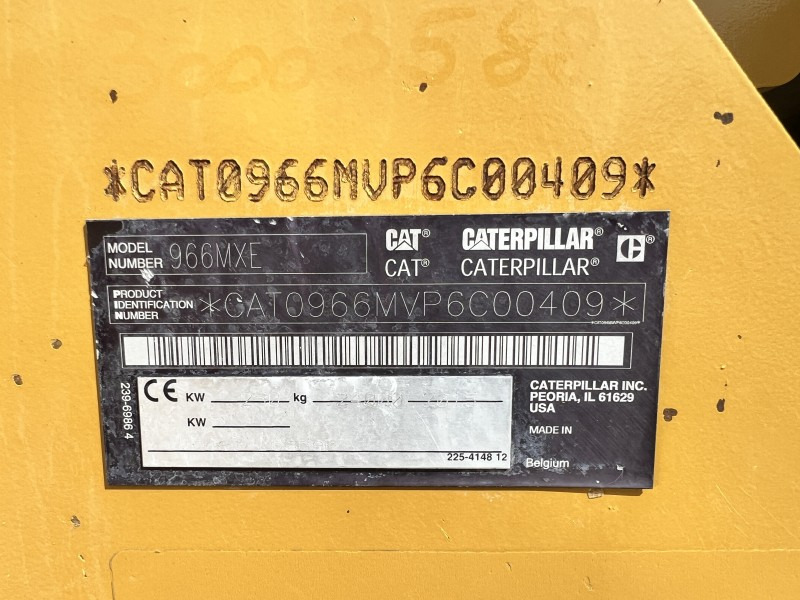 *CAT0966MVP6C00409*
MODEL NUMBER 966MXE
CAT® CATERPILLAR® C®
CAT® CATERPILLAR®
PRODUCT IDENTIFICATION NUMBER *CAT0966MVP6C00409*
*CAT0966MVP6C00409*
239-6986 4
CE KW kg
KW
225-4148 12
CATERPILLAR INC.
PEORIA, IL 61629
USA
MADE IN
Belgium